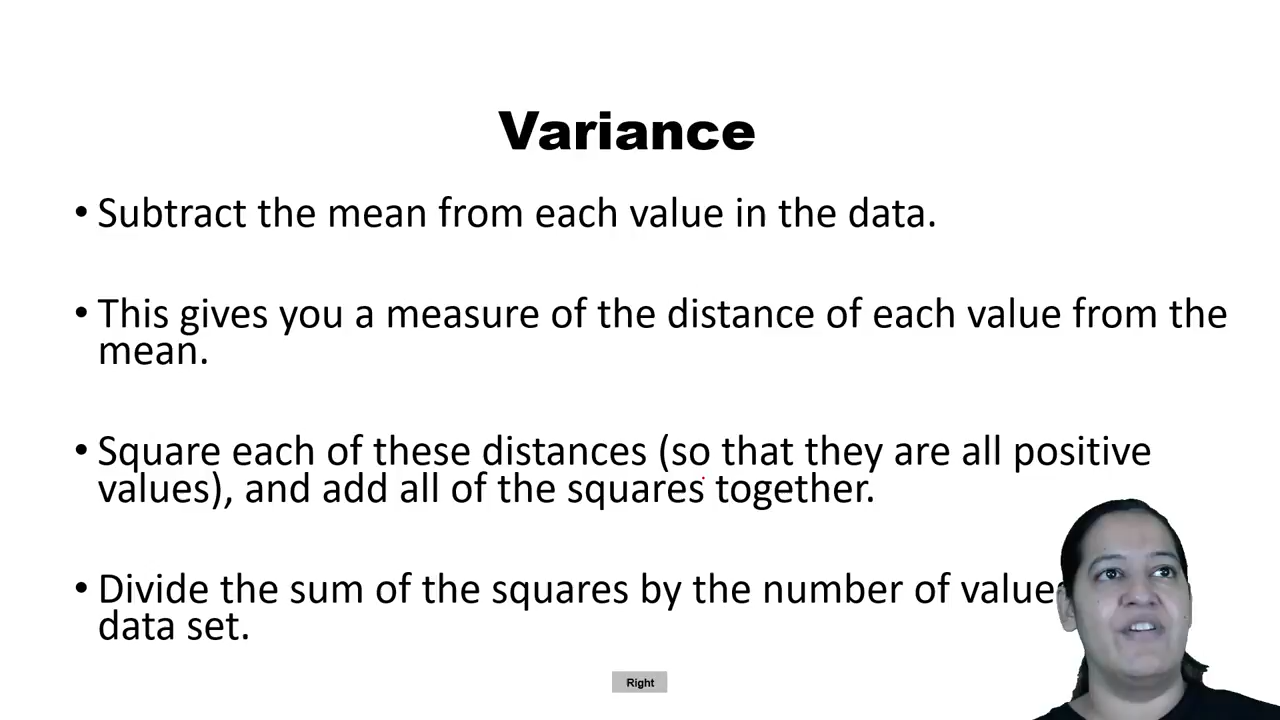 Variance
• Subtract the mean from each value in the data.
• This gives you a measure of the distance of each value from the
mean.
• Square each of these distances (so that they are all positive
values), and add all of the squares together.
• Divide the sum of the squares by the number of value
data set.
Right